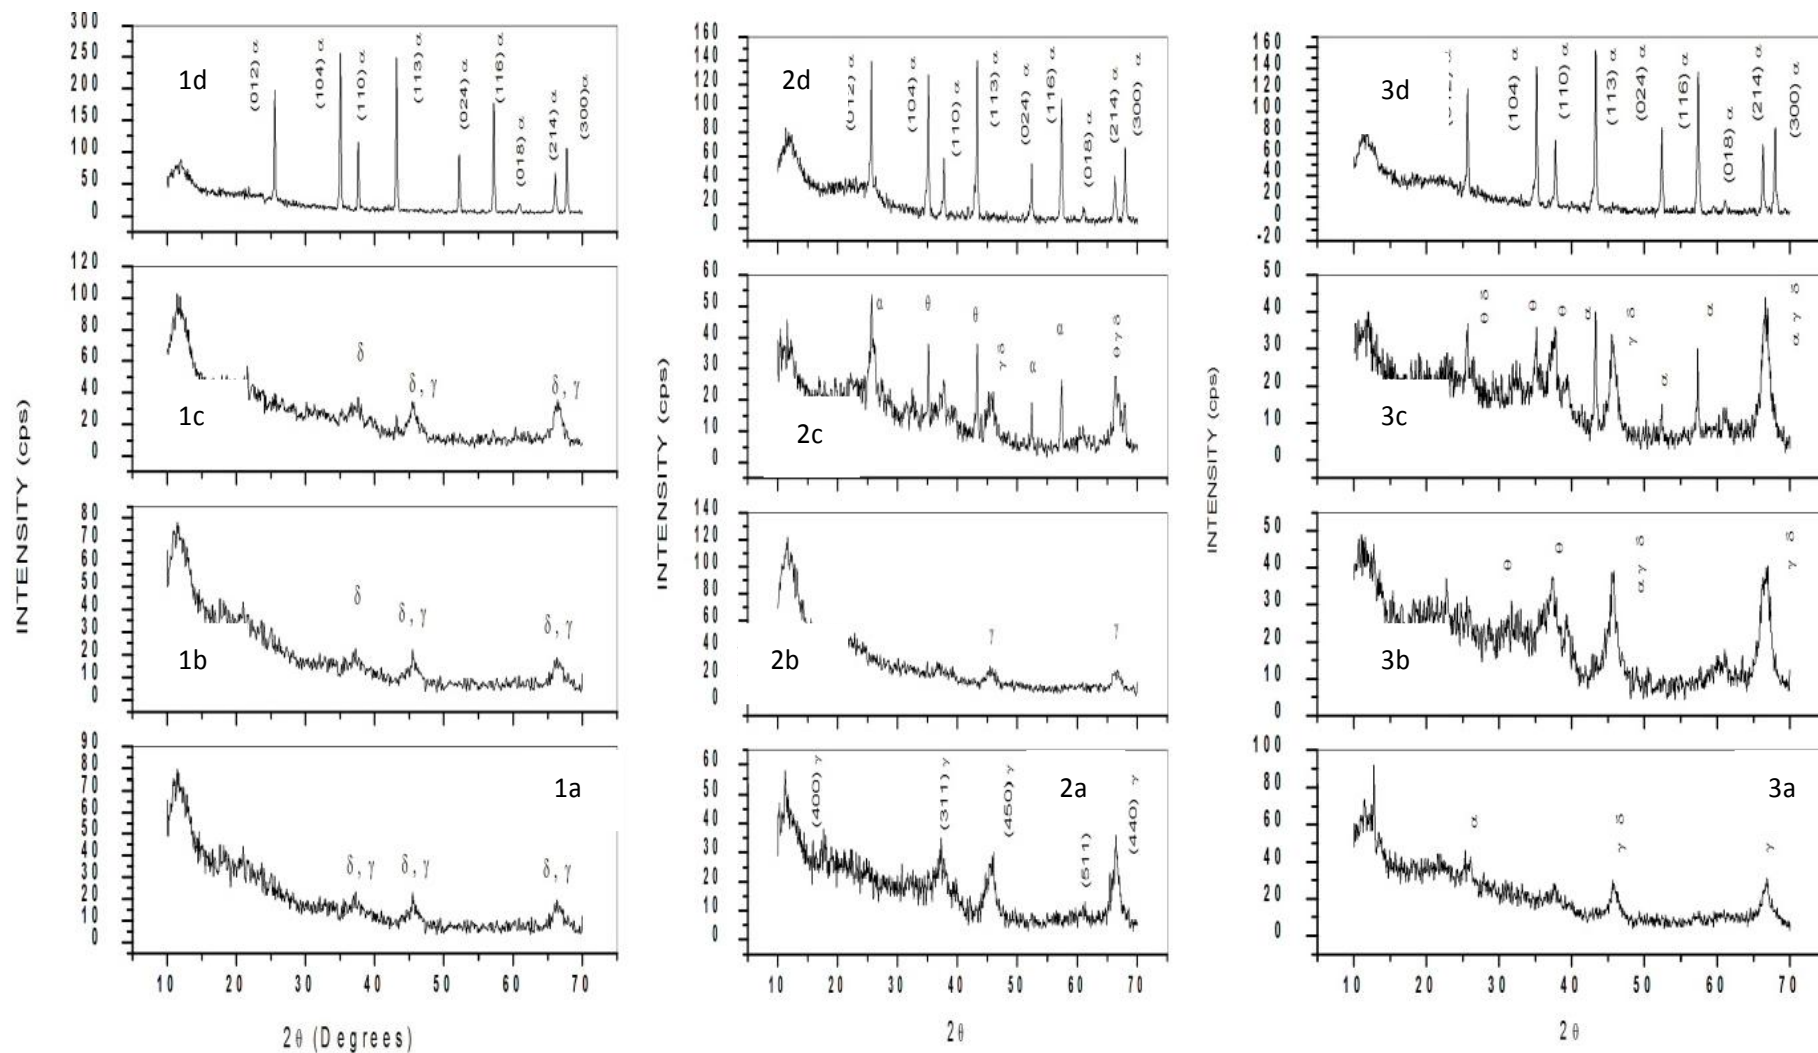 300
250
200
150
100
50
0
1d
(012) α
(104) α
(110) α
(113) α
(024) α
(116) α
(018) α
(214) α
(300)α
120
100
80
60
40
20
0
1c
δ
δ, γ
δ, γ
80
70
60
50
40
30
20
10
0
1b
δ
δ, γ
δ, γ
90
80
70
60
50
40
30
20
10
0
1a
δ, γ
δ, γ
δ, γ
10 20 30 40 50 60 70
2θ (Degrees)
INTENSITY (cps)
160
140
120
100
80
60
40
20
0
2d
(012) α
(104) α
(110) α
(113) α
(024) α
(116) α
(018) α
(214) α
(300) α
60
50
40
30
20
10
0
2c
α
θ
θ
γ δ
α
α
θ γ δ
140
120
100
80
60
40
20
0
2b
γ
γ
60
50
40
30
20
10
0
2a
(400) γ
(311) γ
(450) γ
(511)
(440) γ
10 20 30 40 50 60 70
2θ
INTENSITY (cps)
160
140
120
100
80
60
40
20
0
-20
3d
(104) α
(110) α
(113) α
(024) α
(116) α
(018) α
(214) α
(300) α
50
40
30
20
10
0
3c
θ δ
θ
θ
α
γ δ
α
α
α γ δ
50
40
30
20
10
0
3b
θ
θ
α γ δ
γ δ
100
80
60
40
20
0
3a
α
γ δ
γ
10 20 30 40 50 60 70
2θ
INTENSITY (cps)